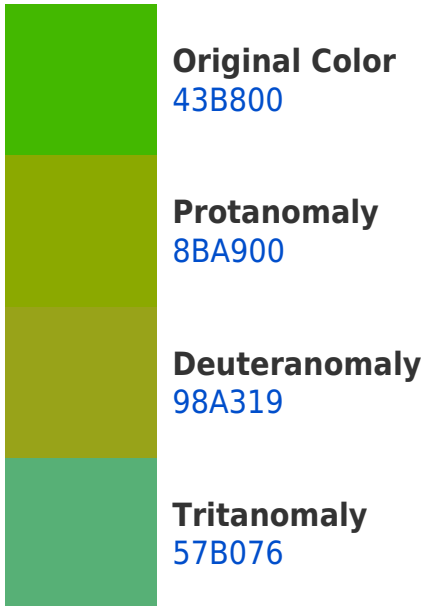 Original Color
43B800
Protanomaly
8BA900
Deuteranomaly
98A319
Tritanomaly
57B076